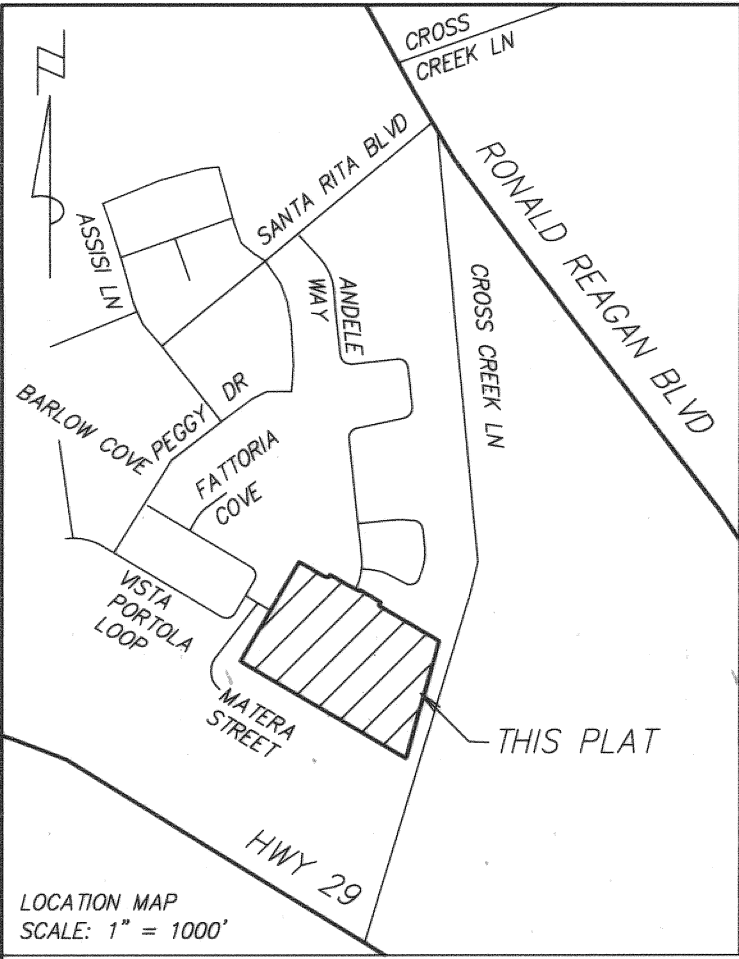 CROSS
CREEK LN
N
SANTA RITA BLVD
RONALD REAGAN BLVD
ASSISI LN
ANDELE
WAY
CROSS CREEK LN
BARLOW COVE
PEGGY DR
FATTORIA
COVE
VISTA
PORTOLA
LOOP
MATERA
STREET
THIS PLAT
HWY 29
LOCATION MAP
SCALE: 1" = 1000'